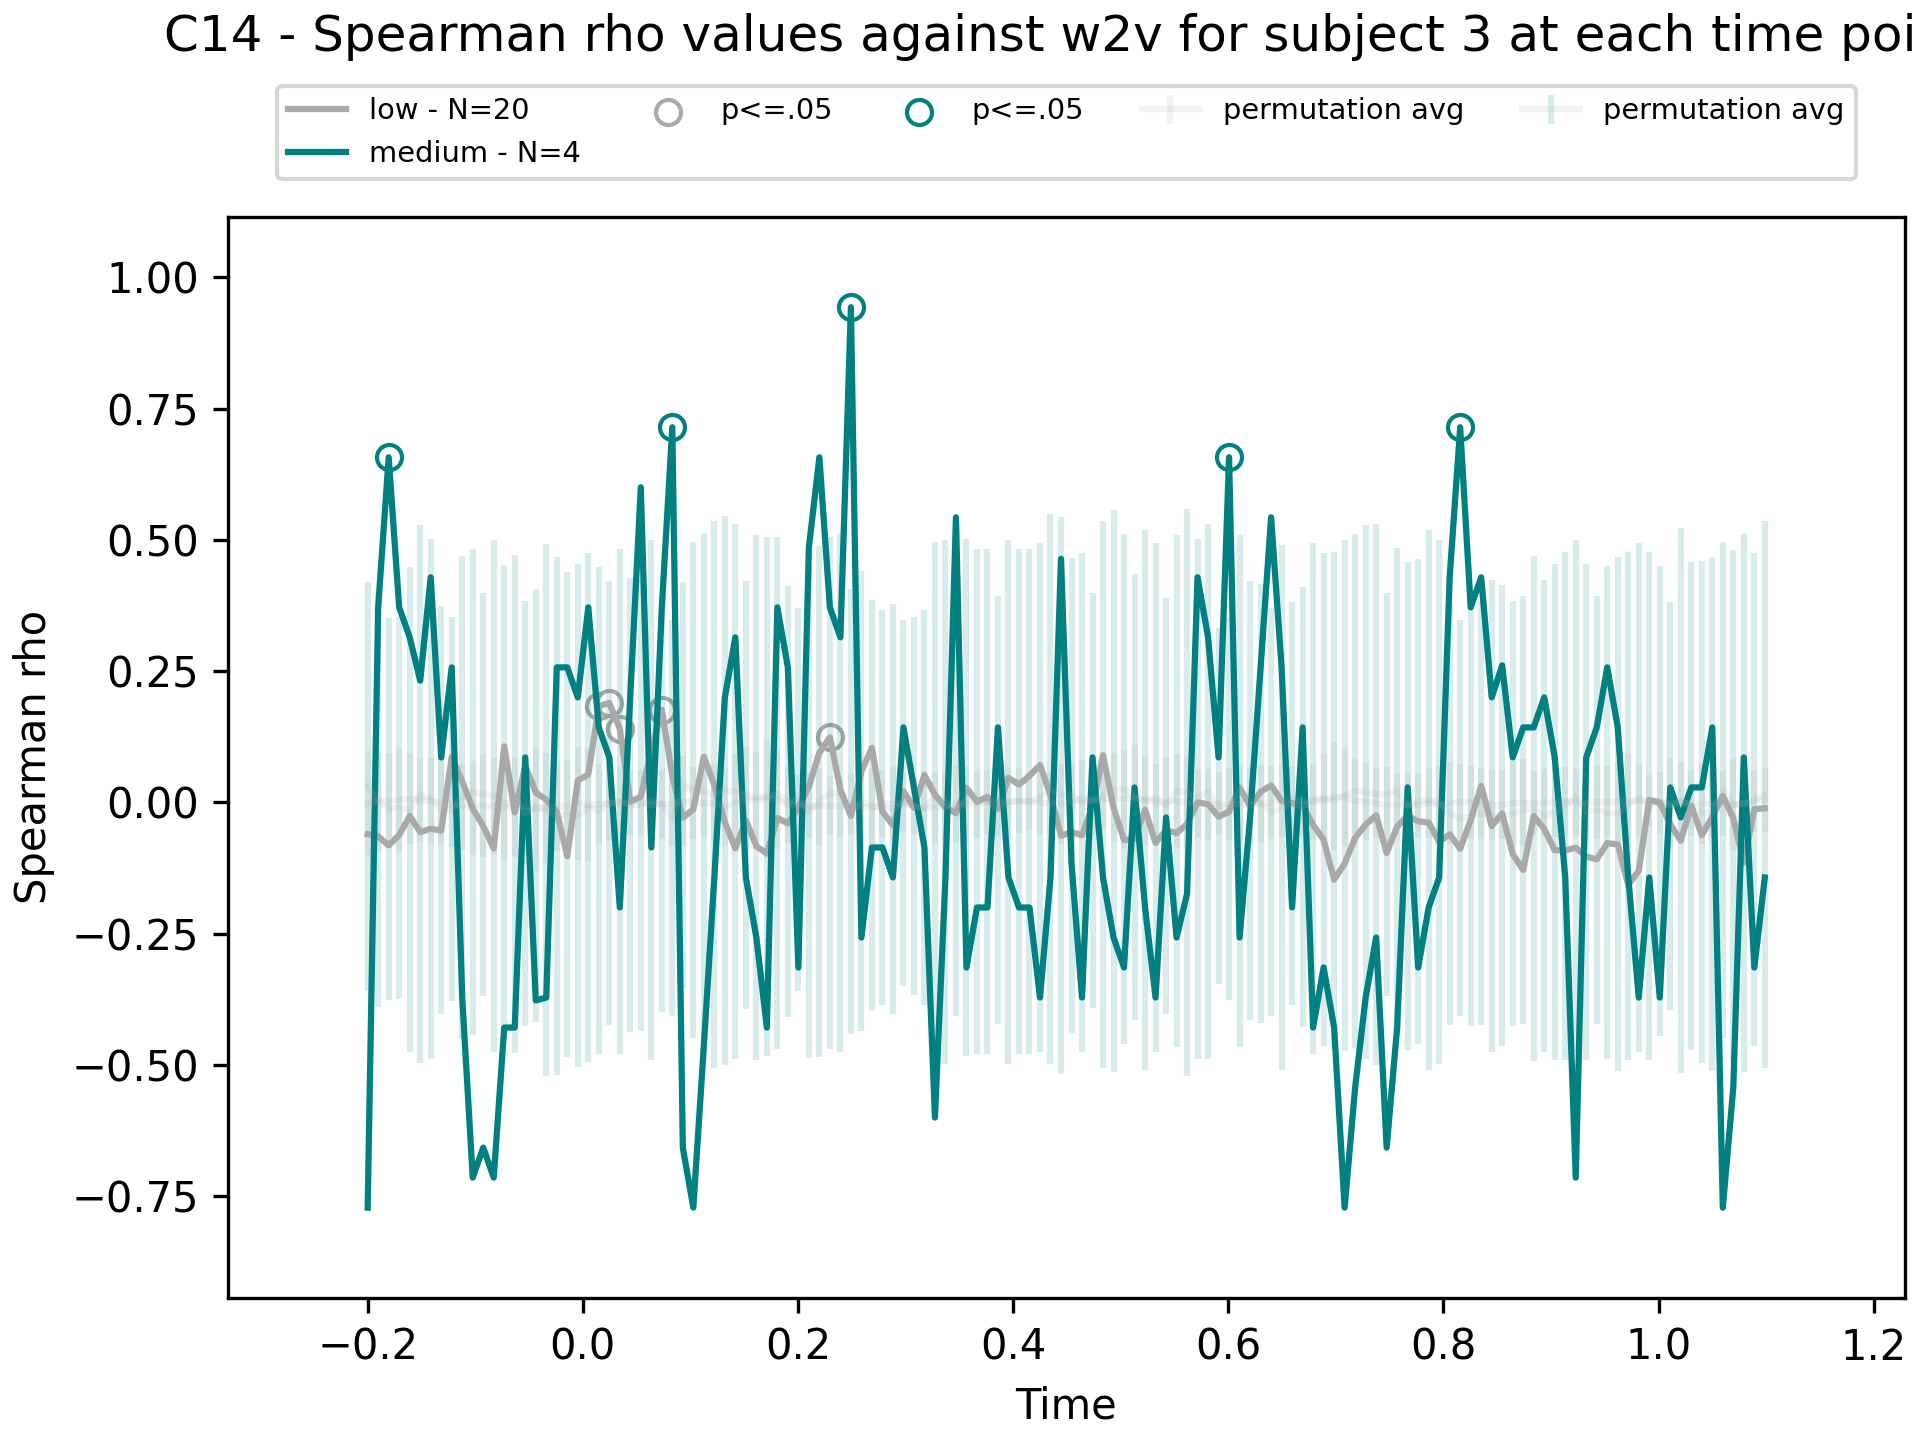 C14 - Spearman rho values against w2v for subject 3 at each time poi
low - N=20
medium - N=4
p<=.05
p<=.05
permutation avg
permutation avg
Spearman rho
1.00
0.75
0.50
0.25
0.00
−0.25
−0.50
−0.75
−0.2
0.0
0.2
0.4
0.6
0.8
1.0
1.2
Time